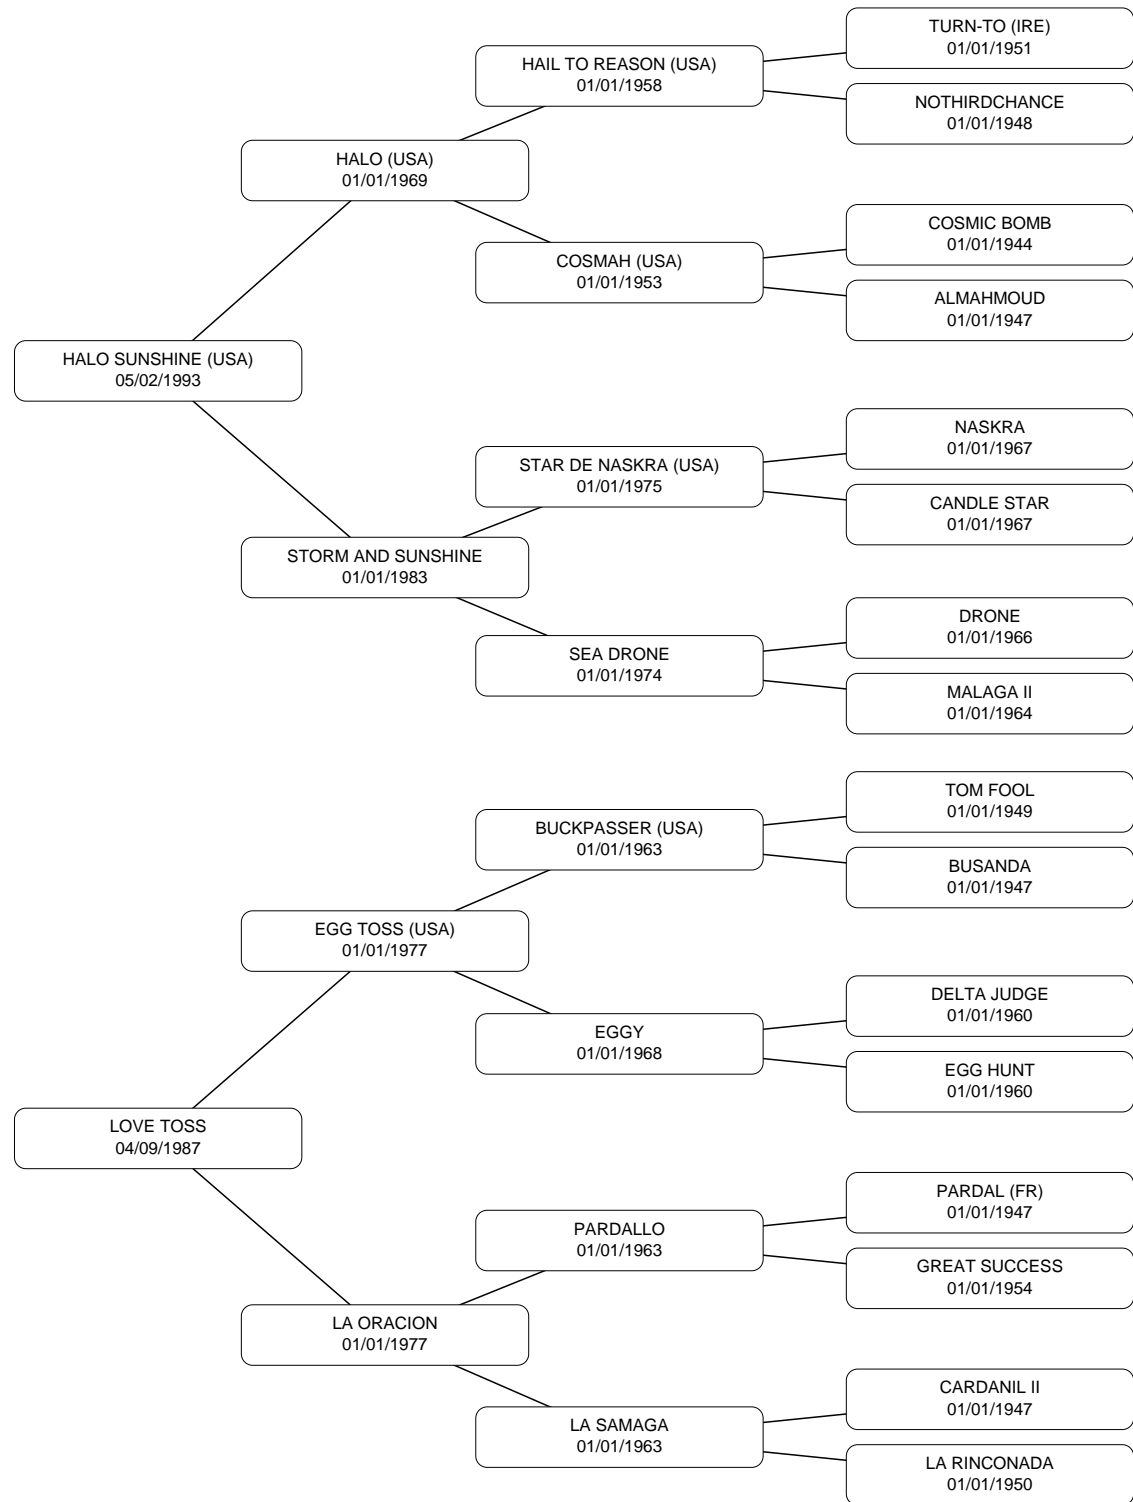 TURN-TO (IRE)
01/01/1951
HAIL TO REASON (USA)
01/01/1958
NOTHIRDCHANCE
01/01/1948
HALO (USA)
01/01/1969
COSMIC BOMB
01/01/1944
COSMAH (USA)
01/01/1953
ALMAHMOUD
01/01/1947
HALO SUNSHINE (USA)
05/02/1993
NASKRA
01/01/1967
STAR DE NASKRA (USA)
01/01/1975
CANDLE STAR
01/01/1967
STORM AND SUNSHINE
01/01/1983
DRONE
01/01/1966
SEA DRONE
01/01/1974
MALAGA II
01/01/1964
TOM FOOL
01/01/1949
BUCKPASSER (USA)
01/01/1963
BUSANDA
01/01/1947
EGG TOSS (USA)
01/01/1977
DELTA JUDGE
01/01/1960
EGGY
01/01/1968
EGG HUNT
01/01/1960
LOVE TOSS
04/09/1987
PARDAL (FR)
01/01/1947
PARDALLO
01/01/1963
GREAT SUCCESS
01/01/1954
LA ORACION
01/01/1977
CARDANIL II
01/01/1947
LA SAMAGA
01/01/1963
LA RINCONADA
01/01/1950